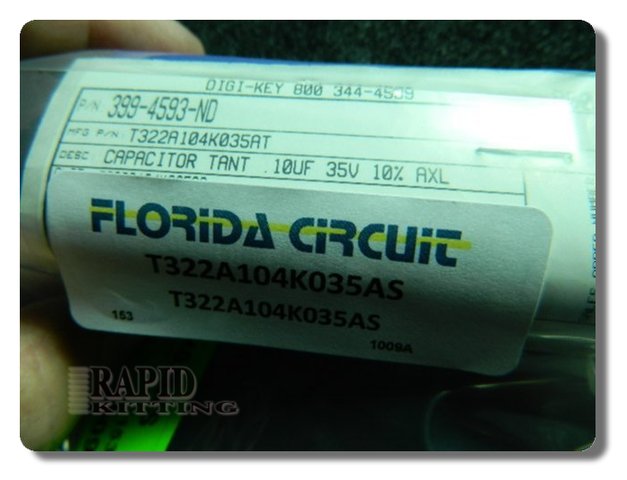 DIGI-KEY 800 344-4539
P/N 399-4593-ND
MFG P/N: T322A104K035AT
DESC CAPACITOR TANT .10UF 35V 10% AXL
FLORIDA CIRCUIT
T322A104K035AS
T322A104K035AS
153
1009A
RAPID
KITTING